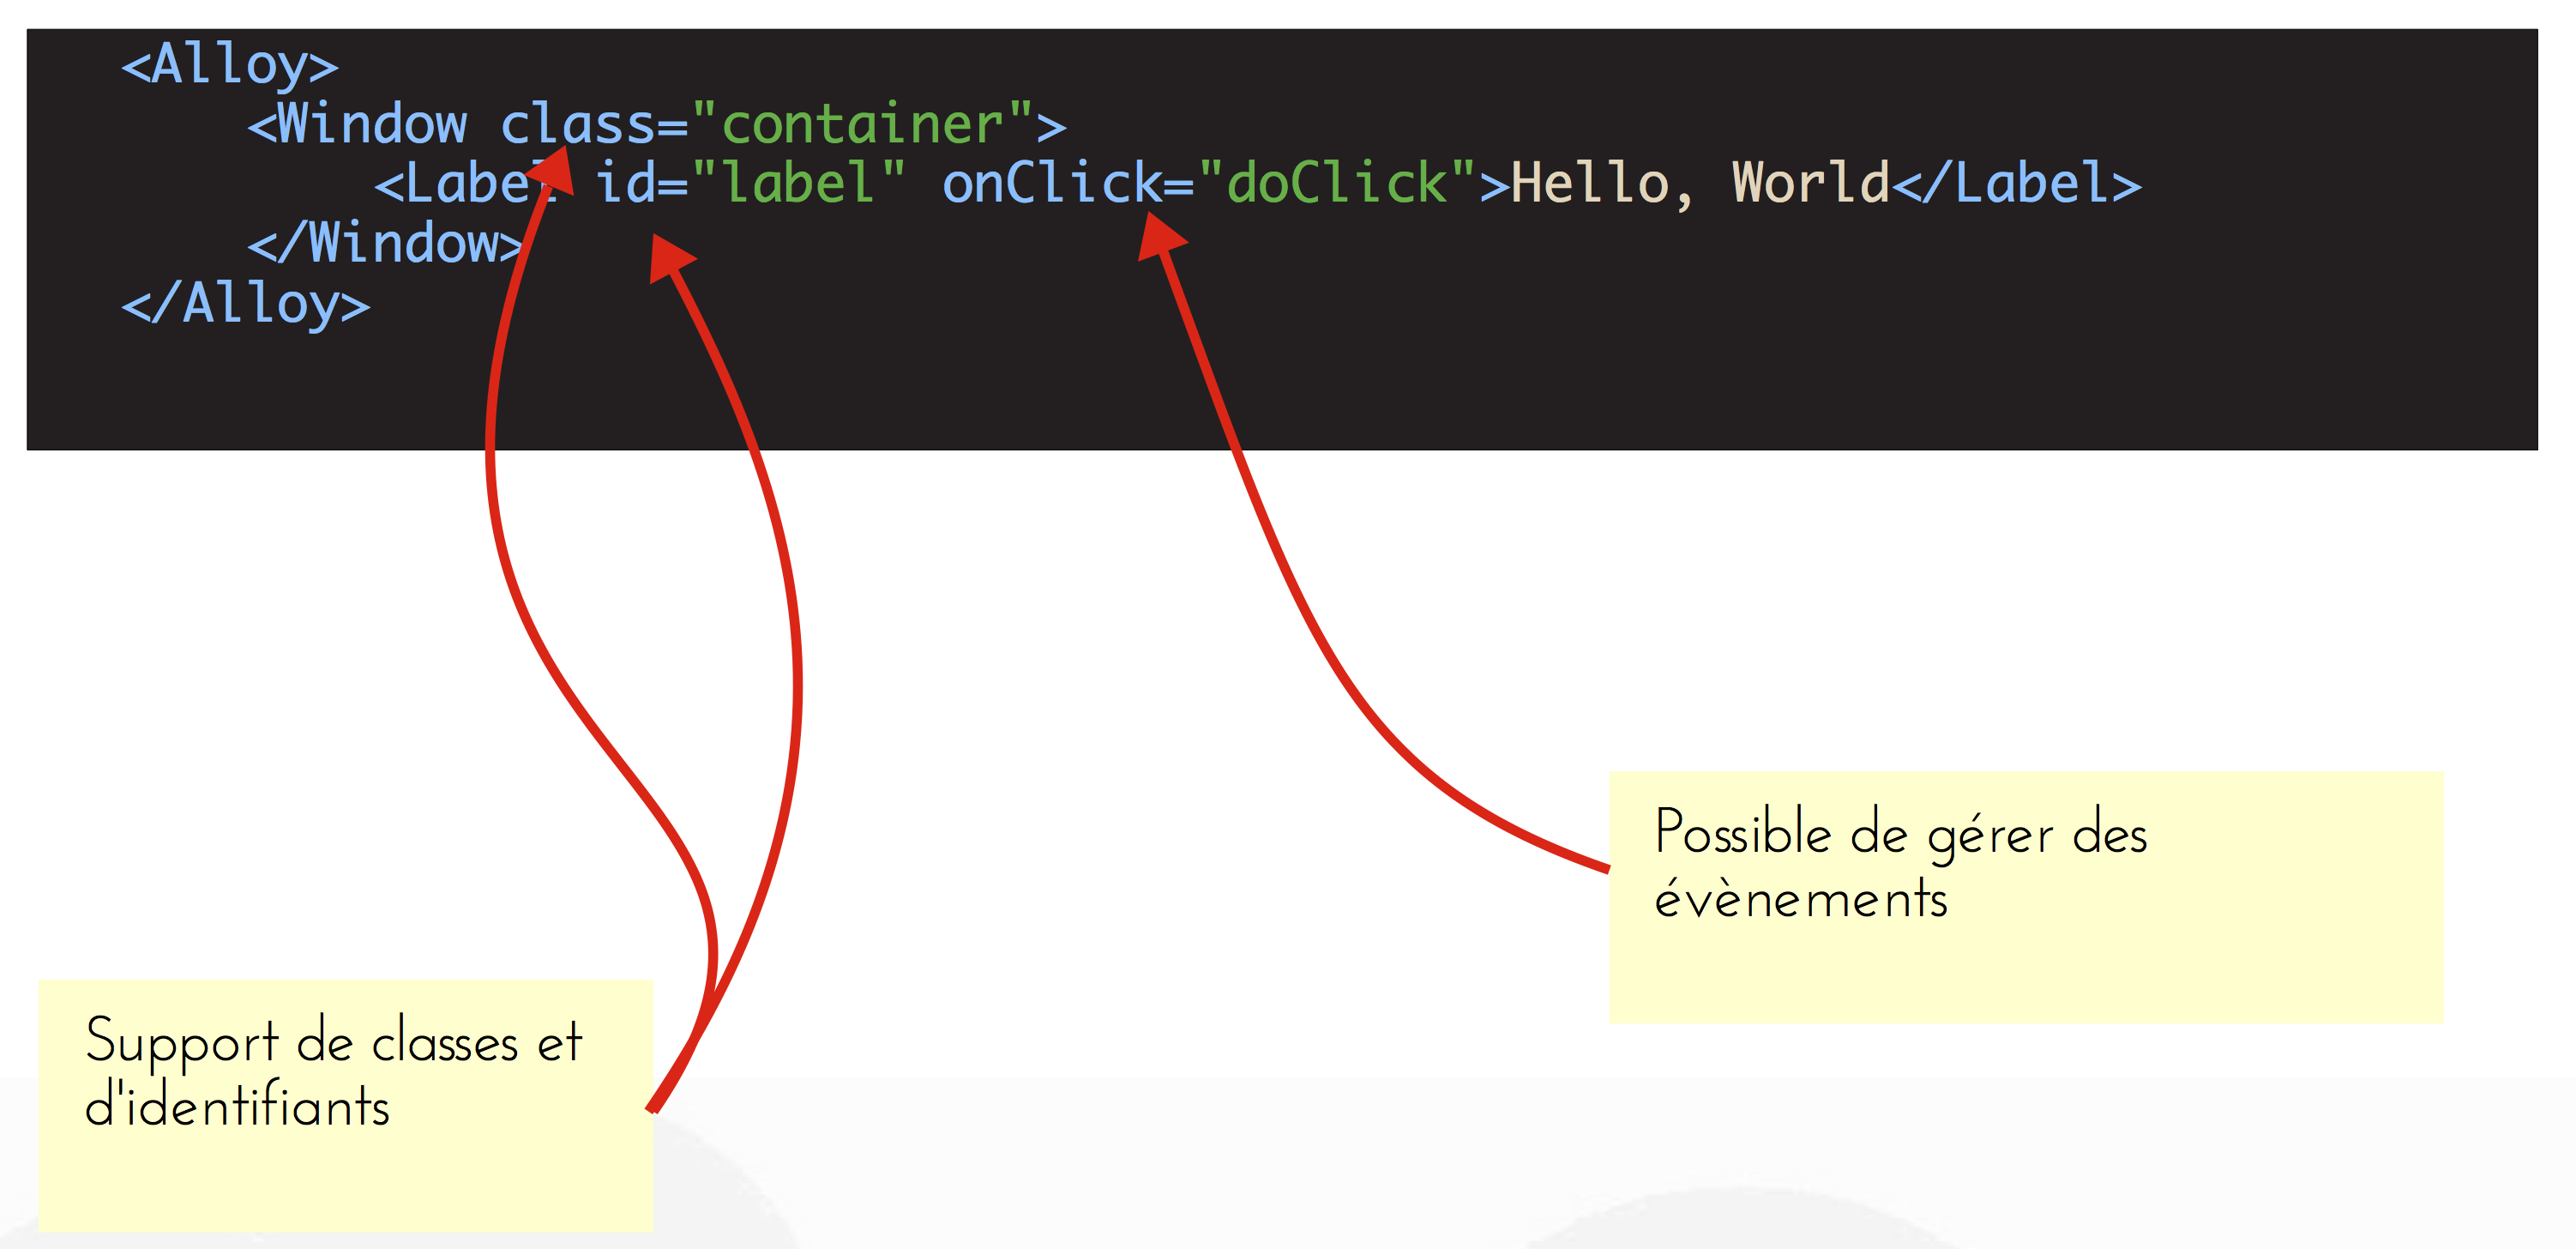 <Alloy>
<Window class="container">
<Label id="label" onClick="doClick">Hello, World</Label>
</Window>
</Alloy>
Possible de gérer des
évènements
Support de classes et
d'identifiants